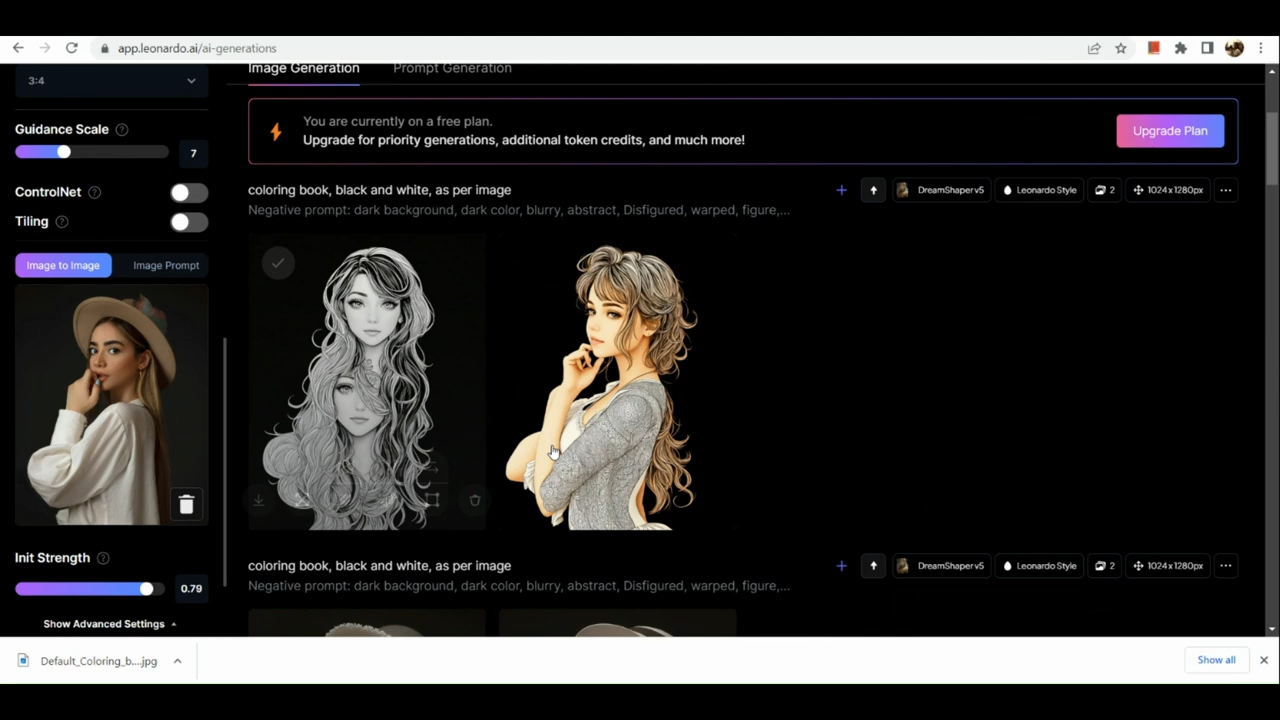 app.leonardo.ai/ai-generations
3:4
Image Generation
Prompt Generation
Guidance Scale
7
You are currently on a free plan.
Upgrade for priority generations, additional token credits, and much more!
Upgrade Plan
ControlNet
Tiling
coloring book, black and white, as per image
DreamShaper v5
Leonardo Style
2
1024x1280px
Negative prompt: dark background, dark color, blurry, abstract, Disfigured, warped, figure,...
Image to Image
Image Prompt
Init Strength
0.79
Show Advanced Settings
coloring book, black and white, as per image
DreamShaper v5
Leonardo Style
2
1024x1280px
Negative prompt: dark background, dark color, blurry, abstract, Disfigured, warped, figure,...
Default_Coloring_b....jpg
Show all